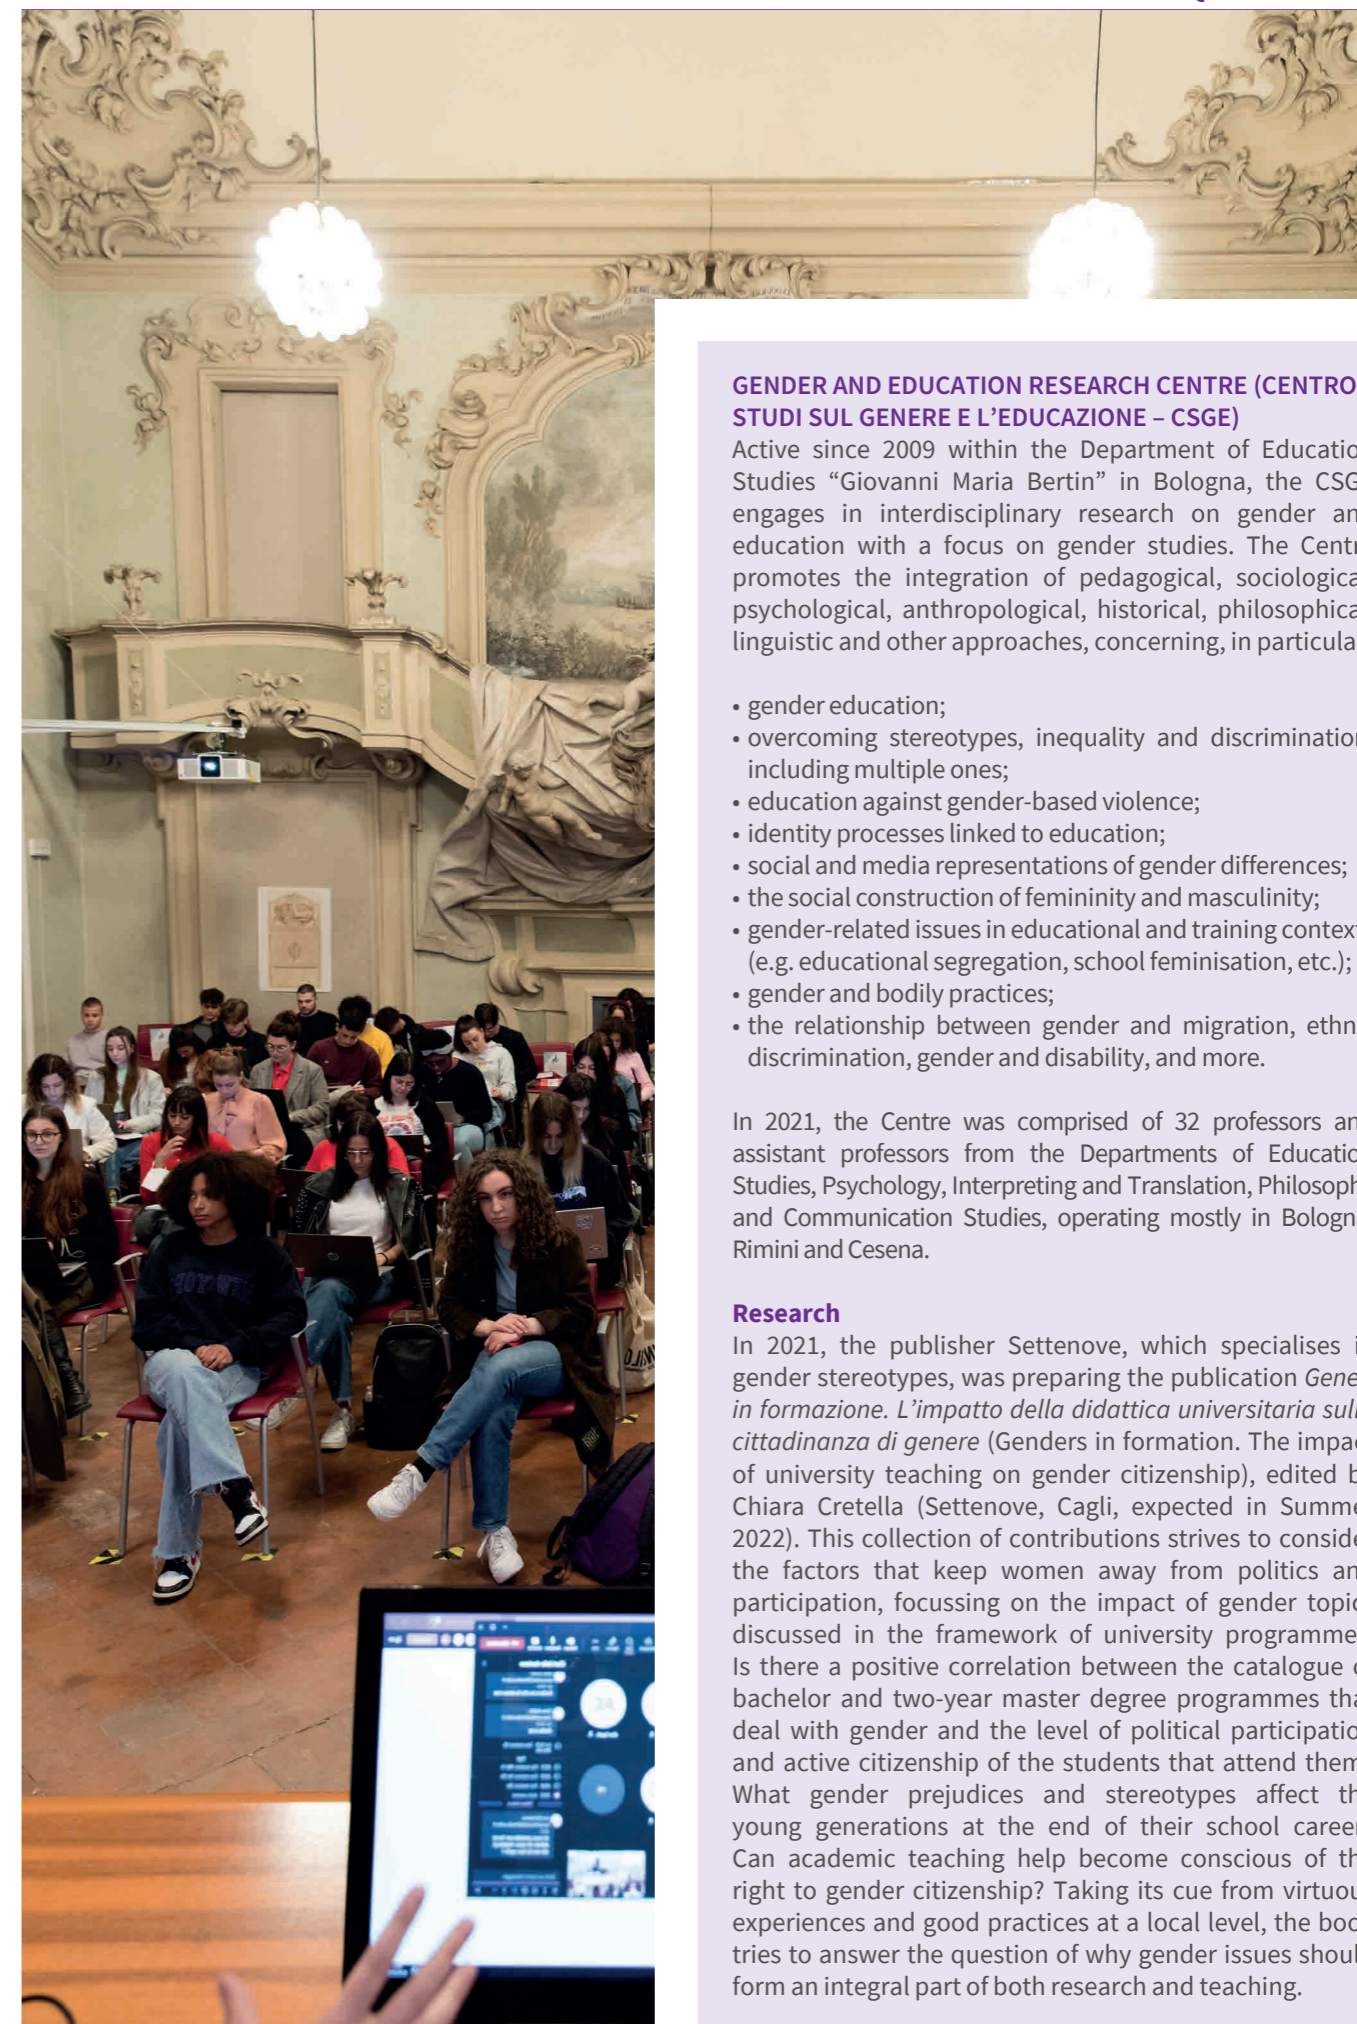 GENDER AND EDUCATION RESEARCH CENTRE (CENTRO
STUDI SUL GENERE E L’EDUCAZIONE – CSGE)
Active since 2009 within the Department of Educatio
Studies “Giovanni Maria Bertin” in Bologna, the CSG
engages in interdisciplinary research on gender an
education with a focus on gender studies. The Centr
promotes the integration of pedagogical, sociologica
psychological, anthropological, historical, philosophica
linguistic and other approaches, concerning, in particula
• gender education;
• overcoming stereotypes, inequality and discrimination
including multiple ones;
• education against gender-based violence;
• identity processes linked to education;
• social and media representations of gender differences;
• the social construction of femininity and masculinity;
• gender-related issues in educational and training context
(e.g. educational segregation, school feminisation, etc.);
• gender and bodily practices;
• the relationship between gender and migration, ethn
discrimination, gender and disability, and more.
In 2021, the Centre was comprised of 32 professors an
assistant professors from the Departments of Educatio
Studies, Psychology, Interpreting and Translation, Philosoph
and Communication Studies, operating mostly in Bologn
Rimini and Cesena.
Research
In 2021, the publisher Settenove, which specialises i
gender stereotypes, was preparing the publication Gene
in formazione. L’impatto della didattica universitaria sull
cittadinanza di genere (Genders in formation. The impac
of university teaching on gender citizenship), edited b
Chiara Cretella (Settenove, Cagli, expected in Summe
2022). This collection of contributions strives to conside
the factors that keep women away from politics an
participation, focussing on the impact of gender topic
discussed in the framework of university programme
Is there a positive correlation between the catalogue o
bachelor and two-year master degree programmes tha
deal with gender and the level of political participatio
and active citizenship of the students that attend them
What gender prejudices and stereotypes affect th
young generations at the end of their school career
Can academic teaching help become conscious of th
right to gender citizenship? Taking its cue from virtuou
experiences and good practices at a local level, the boo
tries to answer the question of why gender issues shoul
form an integral part of both research and teaching.